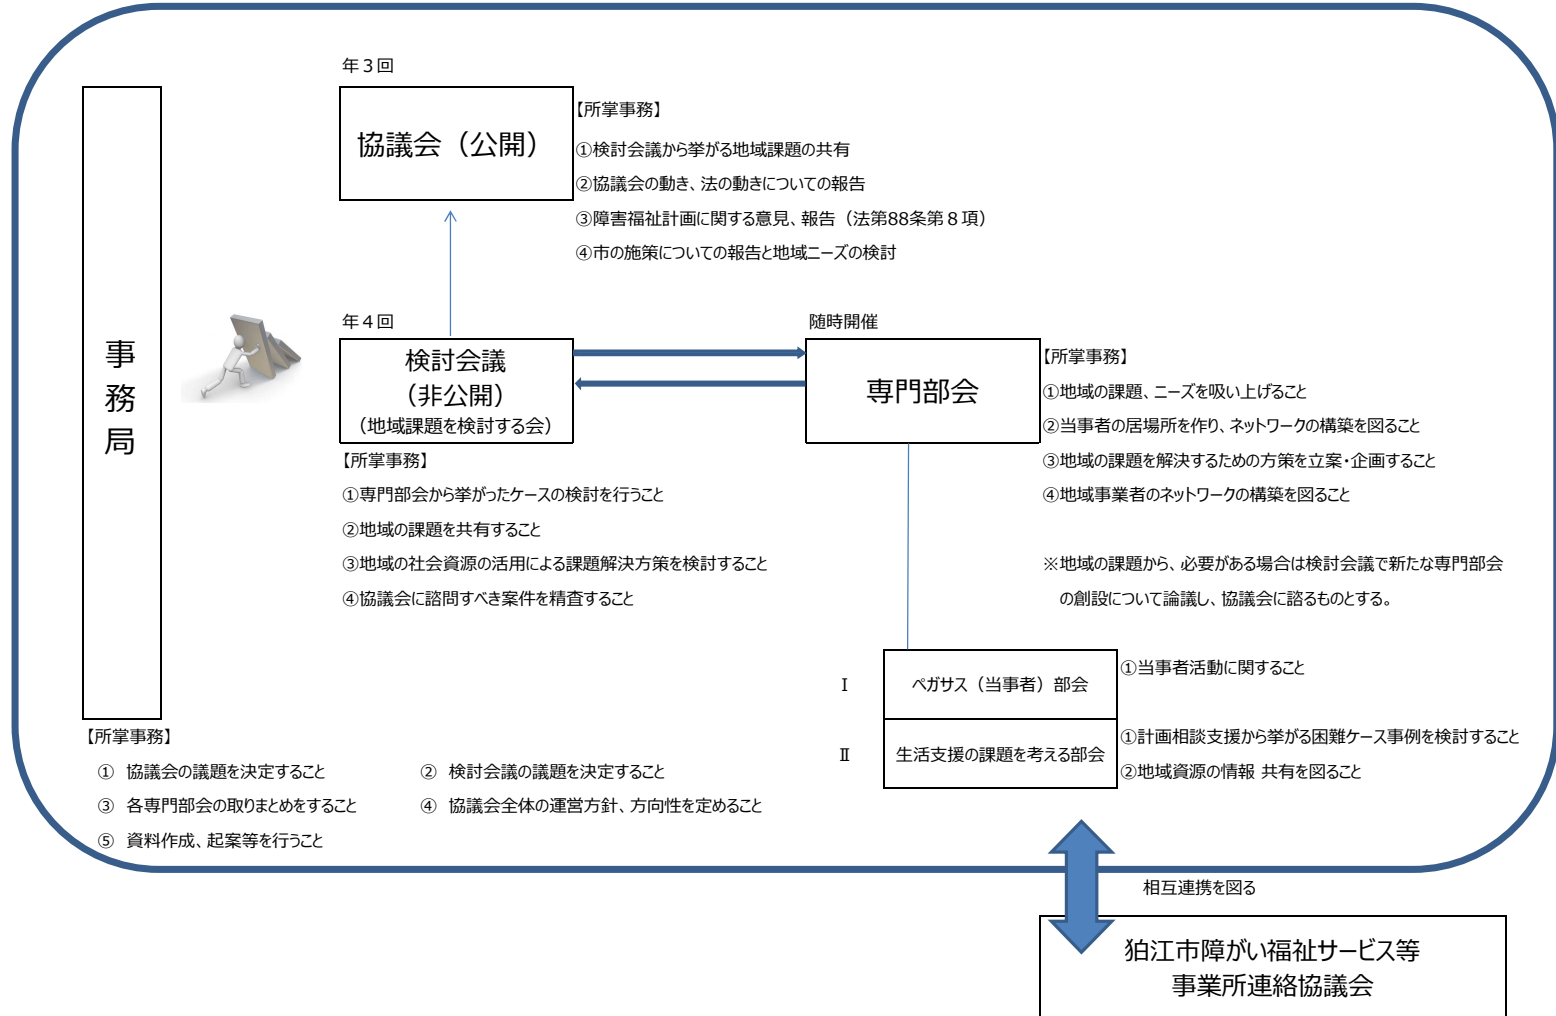 年３回
協議会（公開）
【所掌事務】
①検討会議から挙がる地域課題の共有
②協議会の動き、法の動きについての報告
③障害福祉計画に関する意見、報告（法第88条第８項）
④市の施策についての報告と地域ニーズの検討
事務局
年４回
検討会議
（非公開）
（地域課題を検討する会）
【所掌事務】
①専門部会から挙がったケースの検討を行うこと
②地域の課題を共有すること
③地域の社会資源の活用による課題解決方策を検討すること
④協議会に諮問すべき案件を精査すること
随時開催
専門部会
【所掌事務】
①地域の課題、ニーズを吸い上げること
②当事者の居場所を作り、ネットワークの構築を図ること
③地域の課題を解決するための方策を立案・企画すること
④地域事業者のネットワークの構築を図ること
※地域の課題から、必要がある場合は検討会議で新たな専門部会
の創設について論議し、協議会に諮るものとする。
Ⅰ ペガサス（当事者）部会
①当事者活動に関すること
Ⅱ 生活支援の課題を考える部会
①計画相談支援から挙がる困難ケース事例を検討すること
②地域資源の情報 共有を図ること
【所掌事務】
① 協議会の議題を決定すること ② 検討会議の議題を決定すること
③ 各専門部会の取りまとめをすること ④ 協議会全体の運営方針、方向性を定めること
⑤ 資料作成、起案等を行うこと
相互連携を図る
狛江市障がい福祉サービス等
事業所連絡協議会